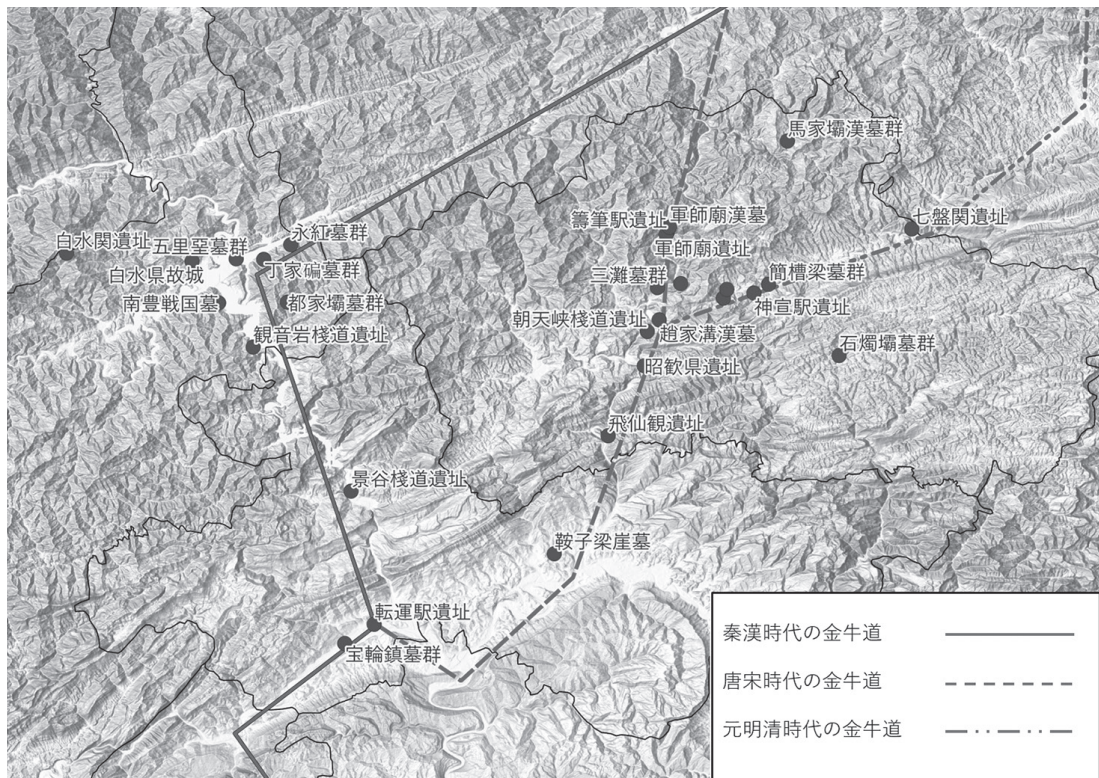 馬家壩漢墓群
籌筆駅遺址
軍師廟漢墓
七盤関遺址
永紅墓群
白水関遺址
五里垩墓群
軍師廟遺址
丁家碥墓群
白水県故城
三灘墓群
簡槽梁墓群
南豊戦国墓
都家壩墓群
神宣駅遺址
朝天峡棧道遺址
観音岩棧道遺址
趙家溝漢墓
石燭壩墓群
昭歓県遺址
飛仙観遺址
景谷棧道遺址
鞍子梁崖墓
転運駅遺址
宝輪鎮墓群
秦漢時代の金牛道
唐宋時代の金牛道
元明清時代の金牛道